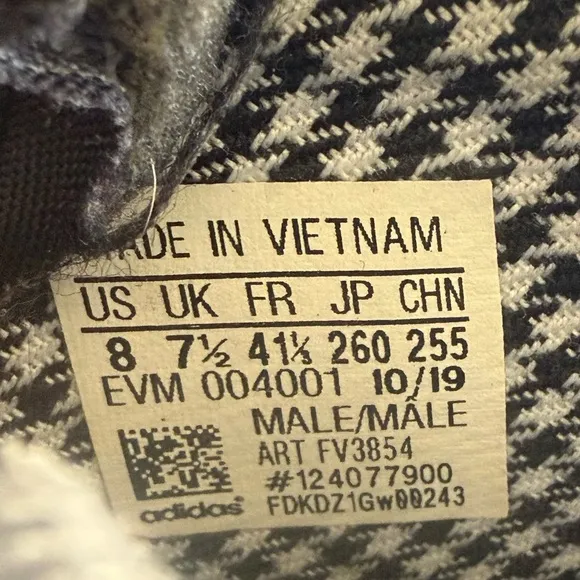 MADE IN VIETNAM
US UK FR JP CHN
8 7½ 41⅓ 260 255
EVM 004001 10/19
MALE/MÂLE
ART FV3854
#124077900
FDKDZ1Gw00243
adidas